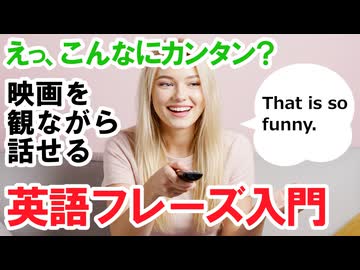 えっ、こんなにカンタン？
映画を
観ながら
話せる
That is so
funny.
英語フレーズ入門